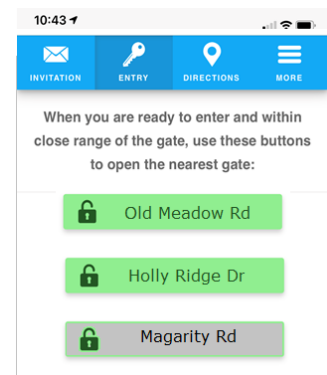 10:43
INVITATION ENTRY DIRECTIONS MORE
When you are ready to enter and within
close range of the gate, use these buttons
to open the nearest gate:
Old Meadow Rd
Holly Ridge Dr
Magarity Rd